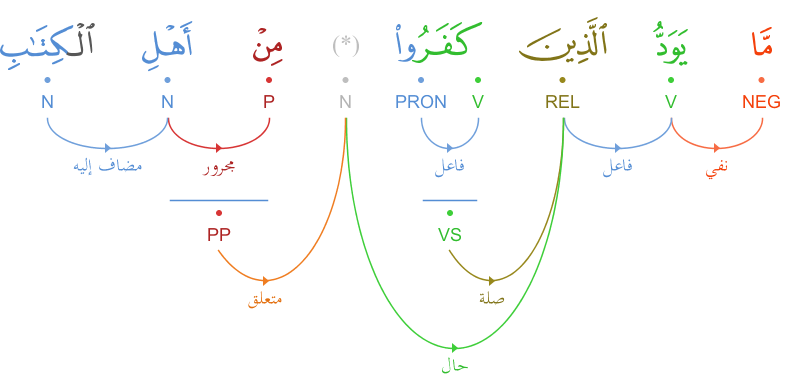 مَّا يَوَدُّ ٱلَّذِينَ كَفَرُوا۟ (*) مِنْ أَهْلِ ٱلْكِتَٰبِ
NEG V REL V PRON N P N N
نفي فاعل فاعل مجرور مضاف إليه
VS PP
صلة متعلق
حال